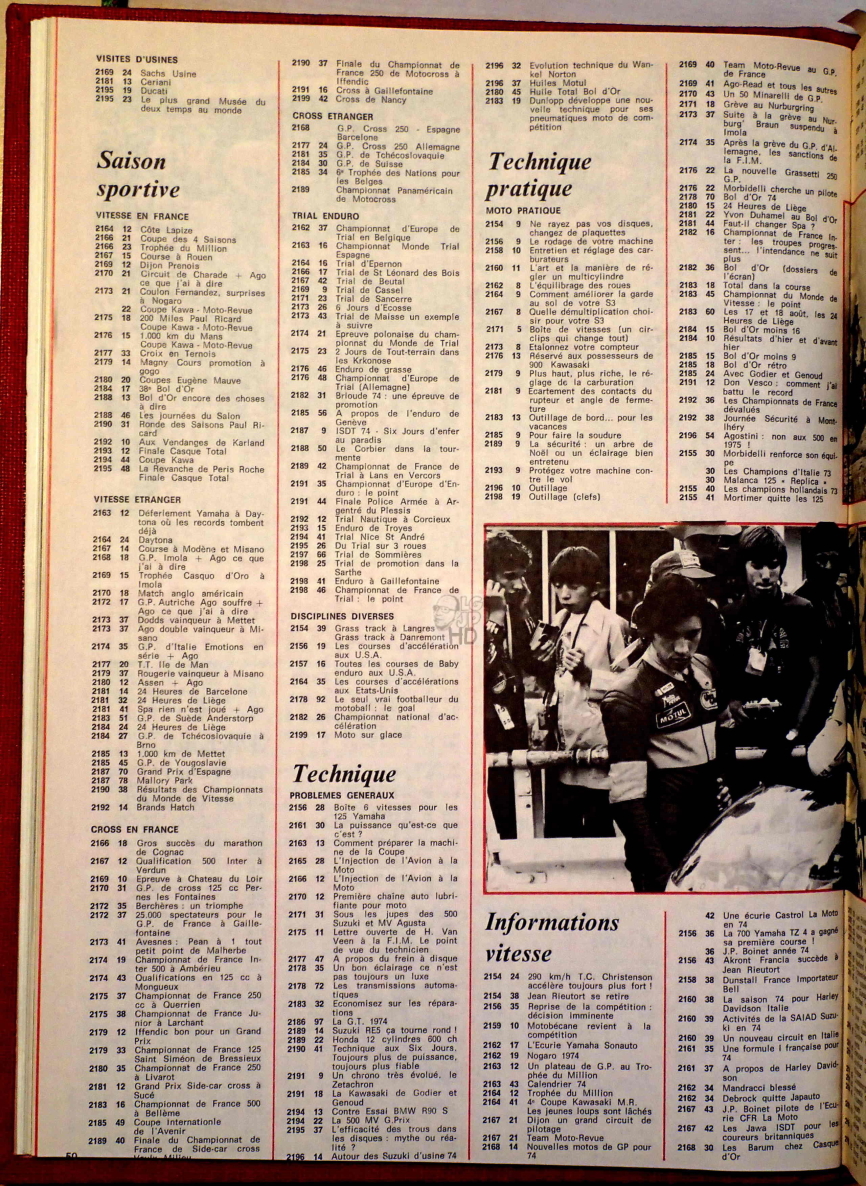 VISITES D'USINES
2169 24 Sachs Usine
2181 13 Ceriani
2195 19 Ducati
2195 23 Le plus grand Musée du
deux temps au monde
Saison
sportive
VITESSE EN FRANCE
2164 12 Côte Lapize
2166 21 Coupe des 4 Saisons
2166 23 Trophée du Million
2167 15 Course à Rouen
2169 12 Dijon Prenois
2170 21 Circuit de Charade + Ago
ce que j'ai à dire
2173 21 Coulon Fernandez, surprises
à Nogaro
22 Coupe Kawa - Moto-Revue
2175 18 200 Miles Paul Ricard
Coupe Kawa - Moto-Revue
2176 15 1.000 km du Mans
Coupe Kawa - Moto-Revue
2177 33 Croix en Ternois
2179 14 Magny Cours promotion à
gogo
2180 20 Coupes Eugène Mauve
2184 17 38e Bol d'Or
2188 13 Bol d'Or encore des choses
à dire
2188 46 Les journées du Salon
2190 31 Ronde des Saisons Paul Ri-
card
2192 10 Aux Vendanges de Karland
2193 12 Finale Casque Total
2194 44 Coupe Kawa
2195 48 La Revanche de Peris Roche
Finale Casque Total
VITESSE ETRANGER
2163 12 Déferlement Yamaha à Day-
tona où les records tombent
déjà
2164 24 Daytona
2167 14 Course à Modène et Misano
2168 18 G.P. Imola + Ago ce que
j'ai à dire
2169 15 Trophée Casquo d'Oro à
Imola
2170 18 Match anglo américain
2172 17 G.P. Autriche Ago souffre +
Ago ce que j'ai à dire
2173 37 Dodds vainqueur à Mettet
2173 37 Ago double vainqueur à Mi-
sano
2174 35 G.P. d'Italie Emotions en
série + Ago
2177 20 T.T. Ile de Man
2179 37 Rougerie vainqueur à Misano
2180 12 Assen + Ago
2181 14 24 Heures de Barcelone
2181 32 24 Heures de Liège
2181 41 Spa rien n'est joué + Ago
2183 51 G.P. de Suède Anderstorp
2184 24 24 Heures de Liège
2184 27 G.P. de Tchécoslovaquie à
Brno
2185 13 1.000 km de Mettet
2185 45 G.P. de Yougoslavie
2187 70 Grand Prix d'Espagne
2187 78 Mallory Park
2190 38 Résultats des Championnats
du Monde de Vitesse
2192 14 Brands Hatch
CROSS EN FRANCE
2166 18 Gros succès du marathon
de Cognac
2167 12 Qualification 500 Inter à
Verdun
2169 10 Epreuve à Chateau du Loir
2170 31 G.P. de cross 125 cc Per-
nes les Fontaines
2172 35 Berchères : un triomphe
2172 37 25.000 spectateurs pour le
G.P. de France à Gaille-
fontaine
2173 41 Avesnes : Pean à 1 tout
petit point de Malherbe
2174 19 Championnat de France In-
ter 500 à Ambérieu
2174 43 Qualifications en 125 cc à
Mongueux
2175 37 Championnat de France 250
cc à Querrien
2175 38 Championnat de France Ju-
nior à Larchant
2179 12 Iffendic bon pour un Grand
Prix
2179 33 Championnat de France 125
Saint Siméon de Bressieux
2180 35 Championnat de France 250
à Livarot
2181 12 Grand Prix Side-car cross à
Sucé
2183 16 Championnat de France 500
à Bellème
2185 49 Coupe Internationle
de l'Avenir
2189 40 Finale du Championnat de
France de Side-car cross
50
2190 37 Finale du Championnat de
France 250 de Motocross à
Iffendic
2191 16 Cross à Gaillefontaine
2199 42 Cross de Nancy
CROSS ETRANGER
2168 G.P. Cross 250 - Espagne
Barcelone
2177 24 G.P. Cross 250 Allemagne
2181 35 G.P. de Tchécoslovaquie
2184 30 G.P. de Suisse
2185 34 6e Trophée des Nations pour
les Belges
2189 Championnat Panaméricain
de Motocross
TRIAL ENDURO
2162 37 Championnat d'Europe de
Trial en Belgique
2163 16 Championnat Monde Trial
Espagne
2164 16 Trial d'Epernon
2166 17 Trial de St Léonard des Bois
2167 42 Trial de Beutal
2169 9 Trial de Cassel
2171 23 Trial de Sancerre
2173 26 6 Jours d'Ecosse
2173 43 Trial de Maisse un exemple
à suivre
2174 21 Epreuve polonaise du cham-
pionnat du Monde de Trial
2175 23 2 Jours de Tout-terrain dans
les Krkonose
2176 46 Enduro de grasse
2176 48 Championnat d'Europe de
Trial (Allemagne)
2182 31 Brioude 74 : une épreuve de
promotion
2185 56 A propos de l'enduro de
Genève
2187 9 ISDT 74 - Six Jours d'enfer
au paradis
2188 50 Le Corbier dans la tour-
mente
2189 42 Championnat de France de
Trial à Lans en Vercors
2191 35 Championnat d'Europe d'En-
duro : le point
2191 44 Finale Police Armée à Ar-
gentré du Plessis
2192 12 Trial Nautique à Corcieux
2193 15 Enduro de Troyes
2194 41 Trial Nice St André
2195 26 Du Trial sur 3 roues
2197 66 Trial de Sommières
2198 25 Trial de promotion dans la
Sarthe
2198 41 Enduro à Gaillefontaine
2198 46 Championnat de France de
Trial : le point
DISCIPLINES DIVERSES
2154 39 Grass track à Langres
Grass track à Danremont
2156 19 Les courses d'accélération
aux U.S.A.
2157 16 Toutes les courses de Baby
enduro aux U.S.A.
2164 35 Les courses d'accélérations
aux Etats-Unis
2178 92 Le seul vrai footballeur du
motoball : le goal
2182 26 Championnat national d'ac-
célération
2199 17 Moto sur glace
Technique
PROBLEMES GENERAUX
2156 28 Boîte 6 vitesses pour les
125 Yamaha
2161 30 La puissance qu'est-ce que
c'est ?
2163 13 Comment préparer la machi-
ne de la Coupe
2165 28 L'Injection de l'Avion à la
Moto
2166 12 L'Injection de l'Avion à la
Moto
2170 12 Première chaîne auto lubri-
fiante pour moto
2171 31 Sous les jupes des 500
Suzuki et MV Agusta
2175 11 Lettre ouverte de H. Van
Veen à la F.I.M. Le point
de vue du technicien
2177 47 A propos du frein à disque
2178 35 Un bon éclairage ce n'est
pas toujours un luxe
2178 72 Les transmissions automa-
tiques
2183 32 Economisez sur les répara-
tions
2186 97 La G.T. 1974
2189 14 Suzuki RE5 ça tourne rond !
2189 22 Honda 12 cylindres 600 ch
2190 41 Technique aux Six Jours,
Toujours plus de puissance,
toujours plus fiable
2191 9 Un chrono très évolué, le
Zetachron
2191 18 La Kawasaki de Godier et
Genoud
2194 13 Contre Essai BMW R90 S
2194 22 La 500 MV G.Prix
2195 37 L'efficacité des trous dans
les disques : mythe ou réa-
lité ?
2196 14 Autour des Suzuki d'usine 74
2196 32 Evolution technique du Wan-
kel Norton
2196 37 Huiles Motul
2180 45 Huile Total Bol d'Or
2183 19 Dunlopp développe une nou-
velle technique pour ses
pneumatiques moto de com-
pétition
Technique
pratique
MOTO PRATIQUE
2154 9 Ne rayez pas vos disques,
changez de plaquettes
2156 9 Le rodage de votre machine
2158 10 Entretien et réglage des car-
burateurs
2160 11 L'art et la manière de ré-
gler un multicylindre
2162 8 L'équilibrage des roues
2164 9 Comment améliorer la garde
au sol de votre S3
2167 8 Quelle démultiplication choi-
sir pour votre S3
2171 5 Boîte de vitesses (un cir-
clips qui change tout)
2173 8 Etalonnez votre compteur
2176 13 Réservé aux possesseurs de
900 Kawasaki
2179 9 Plus haut, plus riche, le ré-
glage de la carburation
2181 9 Ecartement des contacts du
rupteur et angle de ferme-
ture
2183 13 Outillage de bord... pour les
vacances
2185 9 Pour faire la soudure
2189 9 La sécurité : un arbre de
Noël ou un éclairage bien
entretenu
2193 9 Protégez votre machine con-
tre le vol
2196 10 Outillage
2198 19 Outillage (clefs)
2169 40 Team Moto-Revue au G.P.
de France
2169 41 Ago-Read et tous les autres
2170 43 Un 50 Minarelli de G.P.
2171 18 Grève au Nurburgring
2173 37 Suite à la grève au Nur-
burg' Braun suspendu à
Imola
2174 35 Après la grève du G.P. d'Al-
lemagne, les sanctions de
la F.I.M.
2176 22 La nouvelle Grassetti 250
G.P.
2176 22 Morbidelli cherche un pilote
2178 70 Bol d'Or 74
2180 15 24 Heures de Liège
2181 22 Yvon Duhamel au Bol d'Or
2181 44 Faut-il changer Spa ?
2182 16 Championnat de France In-
ter : les troupes progres-
sent... l'intendance ne suit
plus
2182 36 Bol d'Or (dossiers de
l'écran)
2183 18 Total dans la course
2183 45 Championnat du Monde de
Vitesse : le point
2183 60 Les 17 et 18 août, les 24
Heures de Liège
2184 15 Bol d'Or moins 16
2184 10 Résultats d'hier et d'avant
hier
2185 15 Bol d'Or moins 9
2185 18 Bol d'Or rétro
2185 24 Avec Godier et Genoud
2191 12 Don Vesco : comment j'ai
battu le record
2192 36 Les Championnats de France
dévalués
2192 38 Journée Sécurité à Mont-
lhéry
2196 54 Agostini : non aux 500 en
1975 !
2155 30 Morbidelli renforce son équi-
pe
30 Les Champions d'Italie 73
30 Malanca 125 « Replica »
2155 40 Les champions hollandais 73
2155 41 Mortimer quitte les 125
MOTUL
Informations
vitesse
2154 24 290 km/h T.C. Christenson
accélère toujours plus fort !
2154 38 Jean Rieutort se retire
2156 35 Reprise de la compétition :
décision imminente
2159 10 Motobécane revient à la
compétition
2162 17 L'Ecurie Yamaha Sonauto
2162 19 Nogaro 1974
2163 12 Un plateau de G.P. au Tro-
phée du Million
2163 43 Calendrier 74
2164 12 Trophée du Million
2164 41 4e Coupe Kawasaki M.R.
Les jeunes loups sont lâchés
2167 21 Dijon un grand circuit de
pilotage
2167 21 Team Moto-Revue
2168 14 Nouvelles motos de GP pour
74
42 Une écurie Castrol La Moto
en 74
2156 36 La 700 Yamaha TZ 4 a gagné
sa première course !
36 J.P. Boinet année 74
2156 43 Akront Francia succède à
Jean Rieutort
2158 38 Dunstall France Importateur
Bell
2160 38 La saison 74 pour Harley
Davidson Italie
2160 39 Activités de la SAIAD Suzu-
ki en 74
2160 39 Un nouveau circuit en Italie
2161 35 Une formule I française pour
74
2161 37 A propos de Harley David-
son
2162 34 Mandracci blessé
2162 34 Debrock quitte Japauto
2167 43 J.P. Boinet pilote de l'Ecu-
rie CFR La Moto
2167 42 Les Jawa ISDT pour les
coureurs britanniques
2168 30 Les Barum chez Casque
d'Or